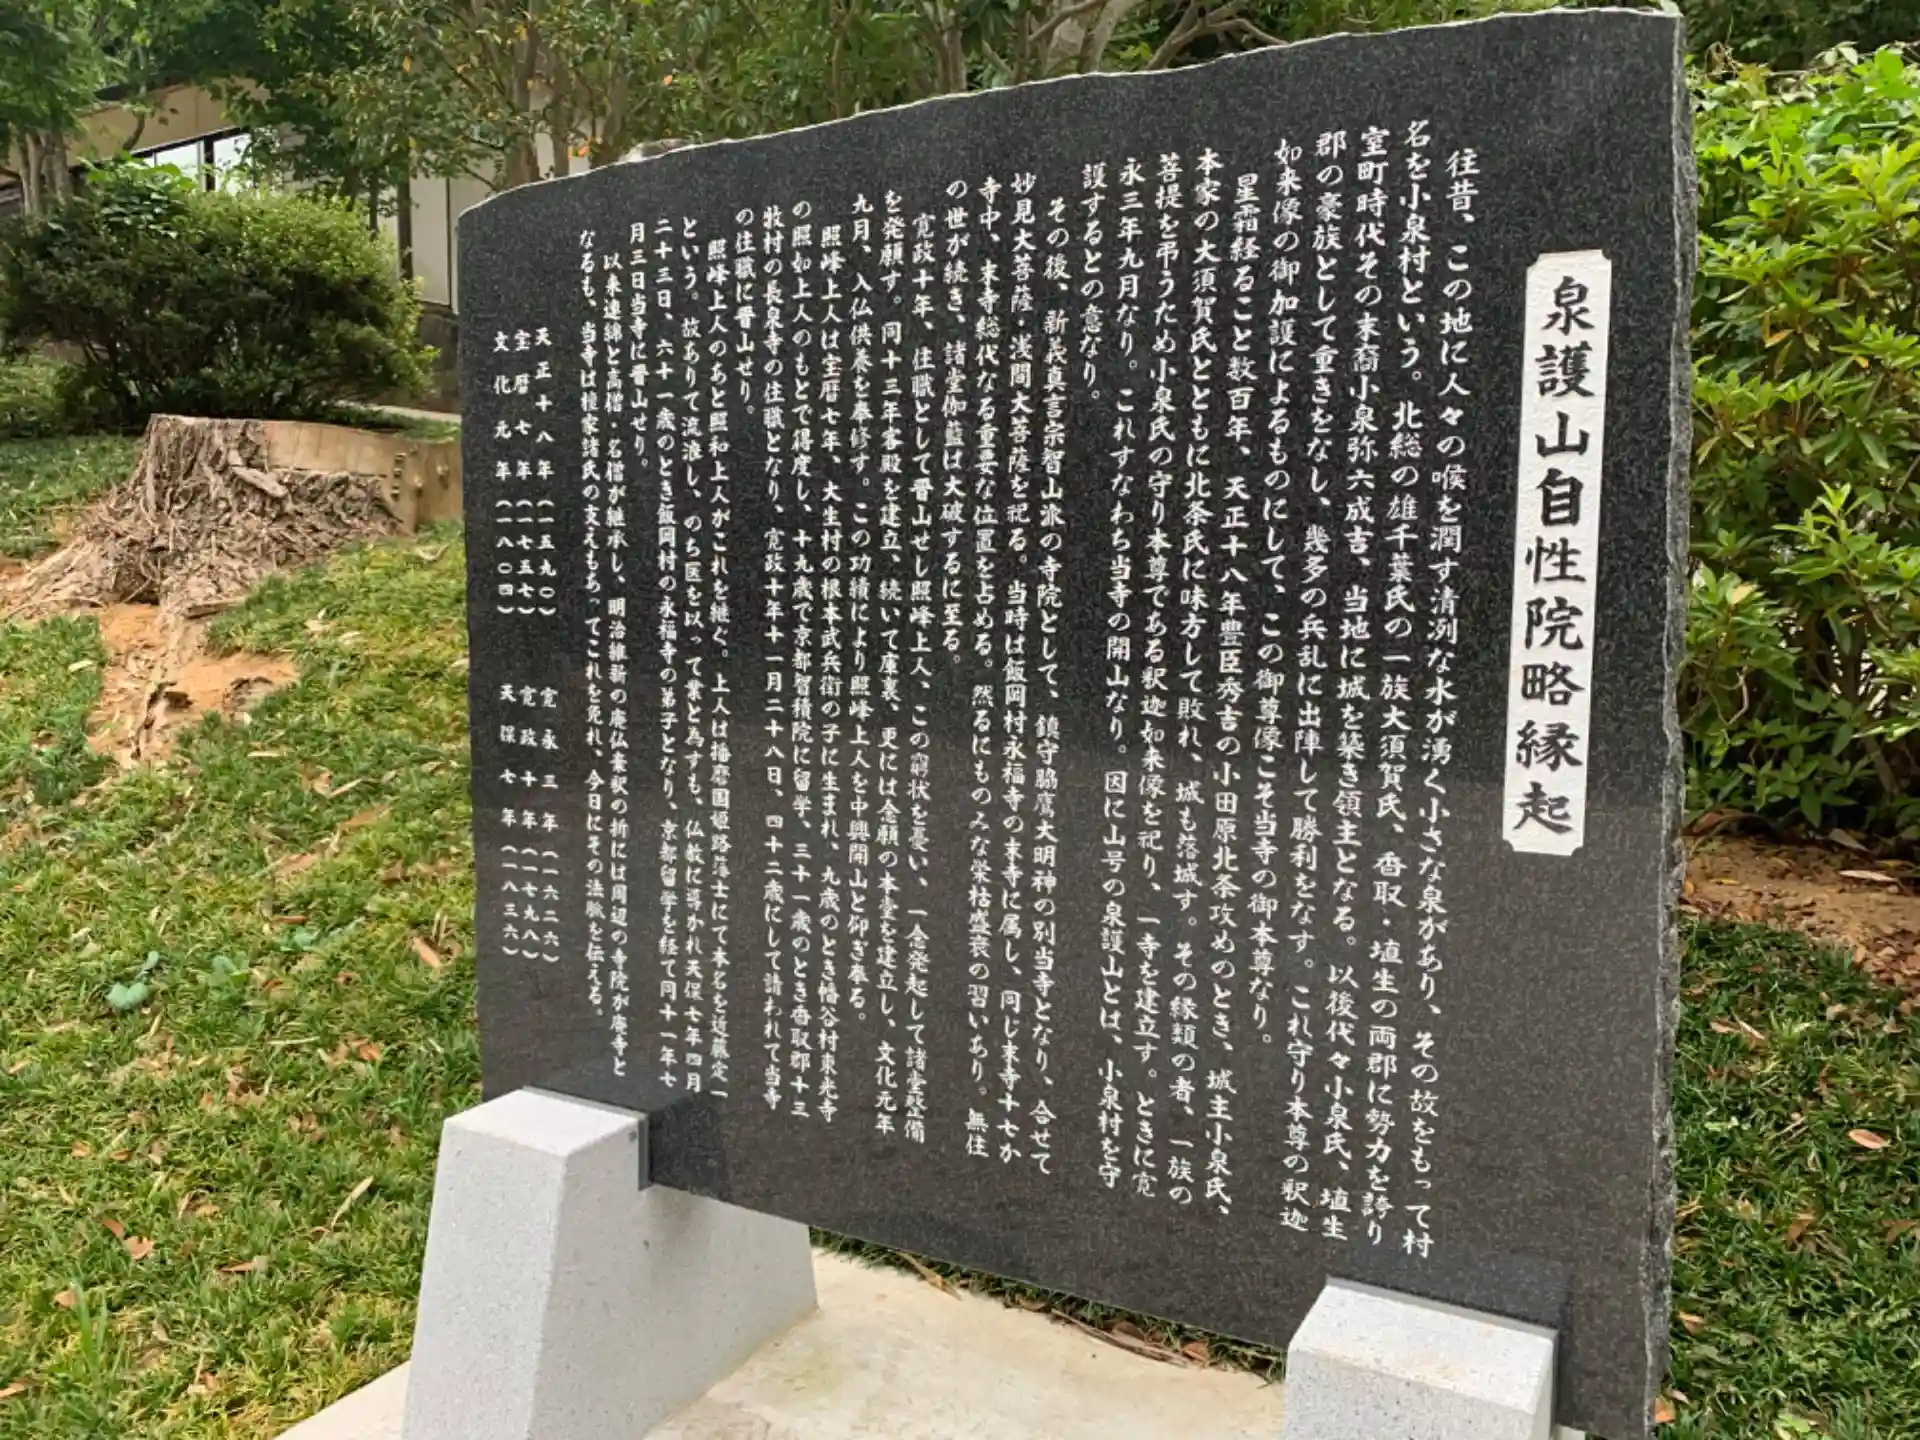 泉護山自性院略縁起
往昔、この地に人々の喉を潤す清冽な水が湧く小さな泉があり、その故をもって村
名を小泉村という。北総の雄千葉氏の一族大須賀氏、香取・埴生の両郡に勢力を誇り
室町時代その末裔小泉弥六成吉、当地に城を築き領主となる。以後代々小泉氏、埴生
郡の豪族として重きをなし、幾多の兵乱に出陣して勝利をなす。これ守り本尊の釈迦
如来像の御加護によるものにして、この御尊像こそ当寺の御本尊なり。
星霜経ること数百年、天正十八年豊臣秀吉の小田原北条攻めのとき、城主小泉氏、
本家の大須賀氏とともに北条氏に味方して敗れ、城も落城す。その縁類の者、一族の
菩提を弔うため小泉氏の守り本尊である釈迦如来像を祀り、一寺を建立す。ときに寛
永三年九月なり。これすなわち当寺の開山なり。因に山号の泉護山とは、小泉村を守
護するとの意なり。
その後、新義真言宗智山派の寺院として、鎮守脇鷹大明神の別当寺となり、合せて
妙見大菩薩・浅間大菩薩を祀る。当時は飯岡村永福寺の末寺に属し、同じ末寺十七か
寺中、末寺総代なる重要な位置を占める。然るにものみな栄枯盛衰の習いあり。無住
の世が続き、諸堂伽藍は大破するに至る。
寛政十年、住職として晋山せし照峰上人、この窮状を憂い、一念発起して諸堂整備
を発願す。同十三年客殿を建立、続いて庫裏、更には念願の本堂を建立し、文化元年
九月、入仏供養を奉修す。この功績により照峰上人を中興開山と仰ぎ奉る。
照峰上人は宝暦七年、大生村の根本武兵衛の子に生まれ、九歳のとき幡谷村東光寺
の照如上人のもとで得度し、十九歳で京都智積院に留学、三十一歳のとき香取郡十三
牧村の長泉寺の住職となり、寛政十年十一月二十八日、四十二歳にして請われて当寺
の住職に晋山せり。
照峰上人のあと照和上人がこれを継ぐ。上人は播磨国姫路藩士にて本名を近藤定一
という。故ありて流浪し、のち医を以って業と為すも、仏教に導かれ天保七年四月
二十三日、六十一歳のとき飯岡村の永福寺の弟子となり、京都留学を経て同十一年七
月三日当寺に晋山せり。
以来連綿と高僧・名僧が継承し、明治維新の廃仏棄釈の折には周辺の寺院が廃寺と
なるも、当寺は檀家諸氏の支えもあってこれを免れ、今日にその法脈を伝える。
天正十八年（一五九〇）　寛永三年（一六二六）
宝暦七年（一七五七）　寛政十年（一七九八）
文化元年（一八〇四）　天保七年（一八三六）